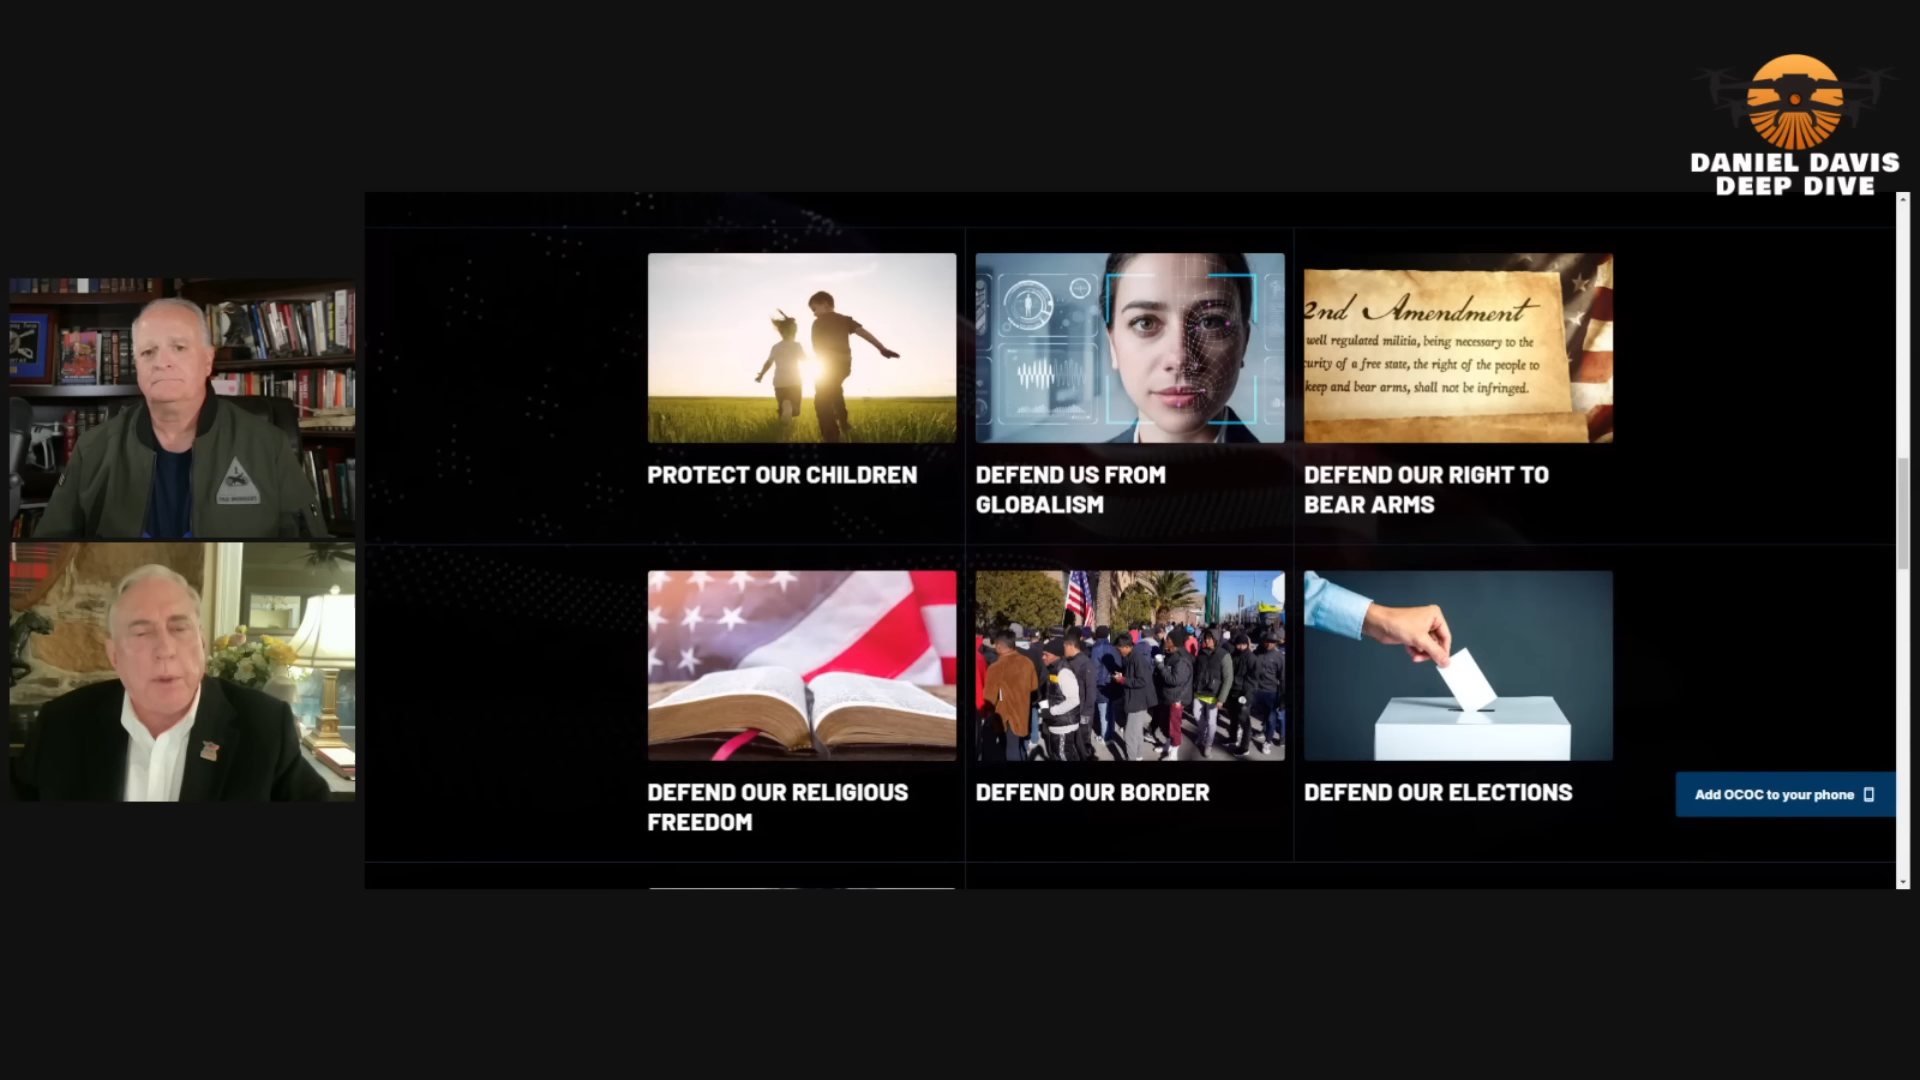 DANIEL DAVIS
DEEP DIVE
2nd Amendment
well regulated militia, being necessary to the
curity of a free state, the right of the people to
keep and bear arms, shall not be infringed.
PROTECT OUR CHILDREN
DEFEND US FROM
GLOBALISM
DEFEND OUR RIGHT TO
BEAR ARMS
DEFEND OUR RELIGIOUS
FREEDOM
DEFEND OUR BORDER
DEFEND OUR ELECTIONS
Add OCOC to your phone